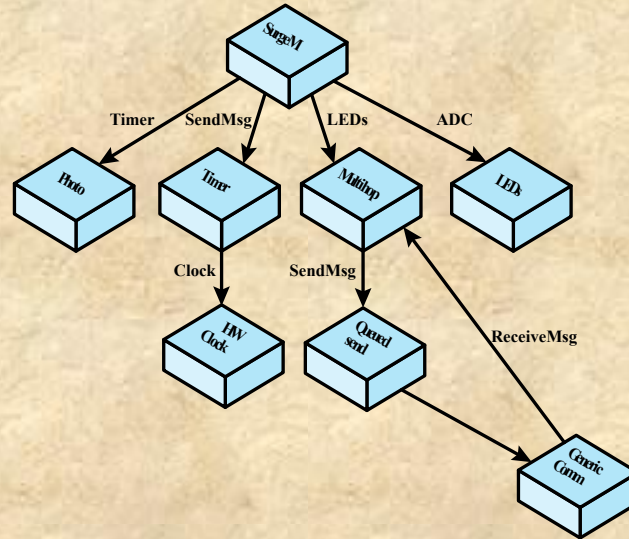 SurgeM
Timer
SendMsg
LEDs
ADC
Photo
Timer
Multihop
LEDs
Clock
SendMsg
HW
Clock
Queued
send
ReceiveMsg
Generic
Comm